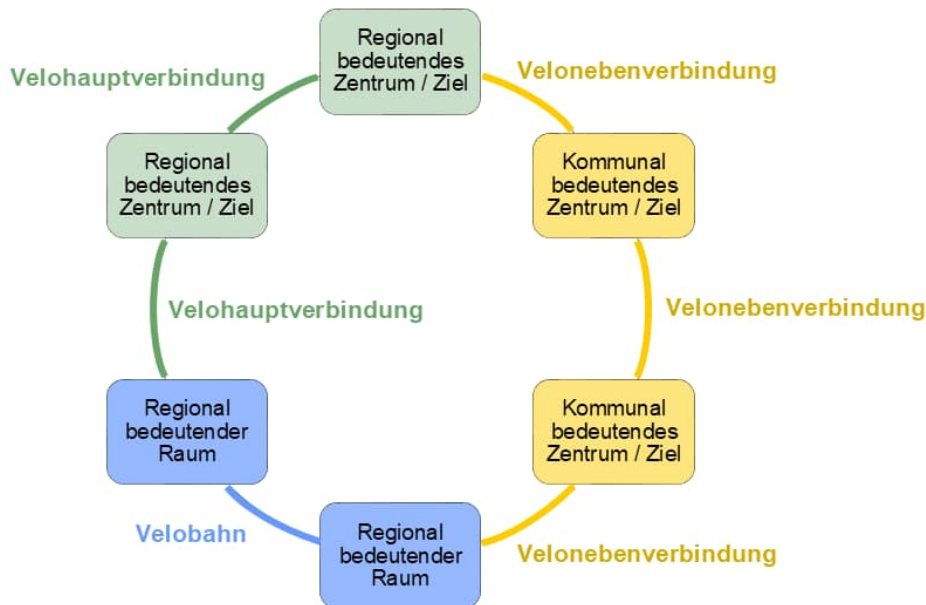 Regional
bedeutendes
Zentrum / Ziel
Velohauptverbindung
Velonebenverbindung
Regional
bedeutendes
Zentrum / Ziel
Kommunal
bedeutendes
Zentrum / Ziel
Velohauptverbindung
Velonebenverbindung
Regional
bedeutender
Raum
Kommunal
bedeutendes
Zentrum / Ziel
Velobahn
Regional
bedeutender
Raum
Velonebenverbindung